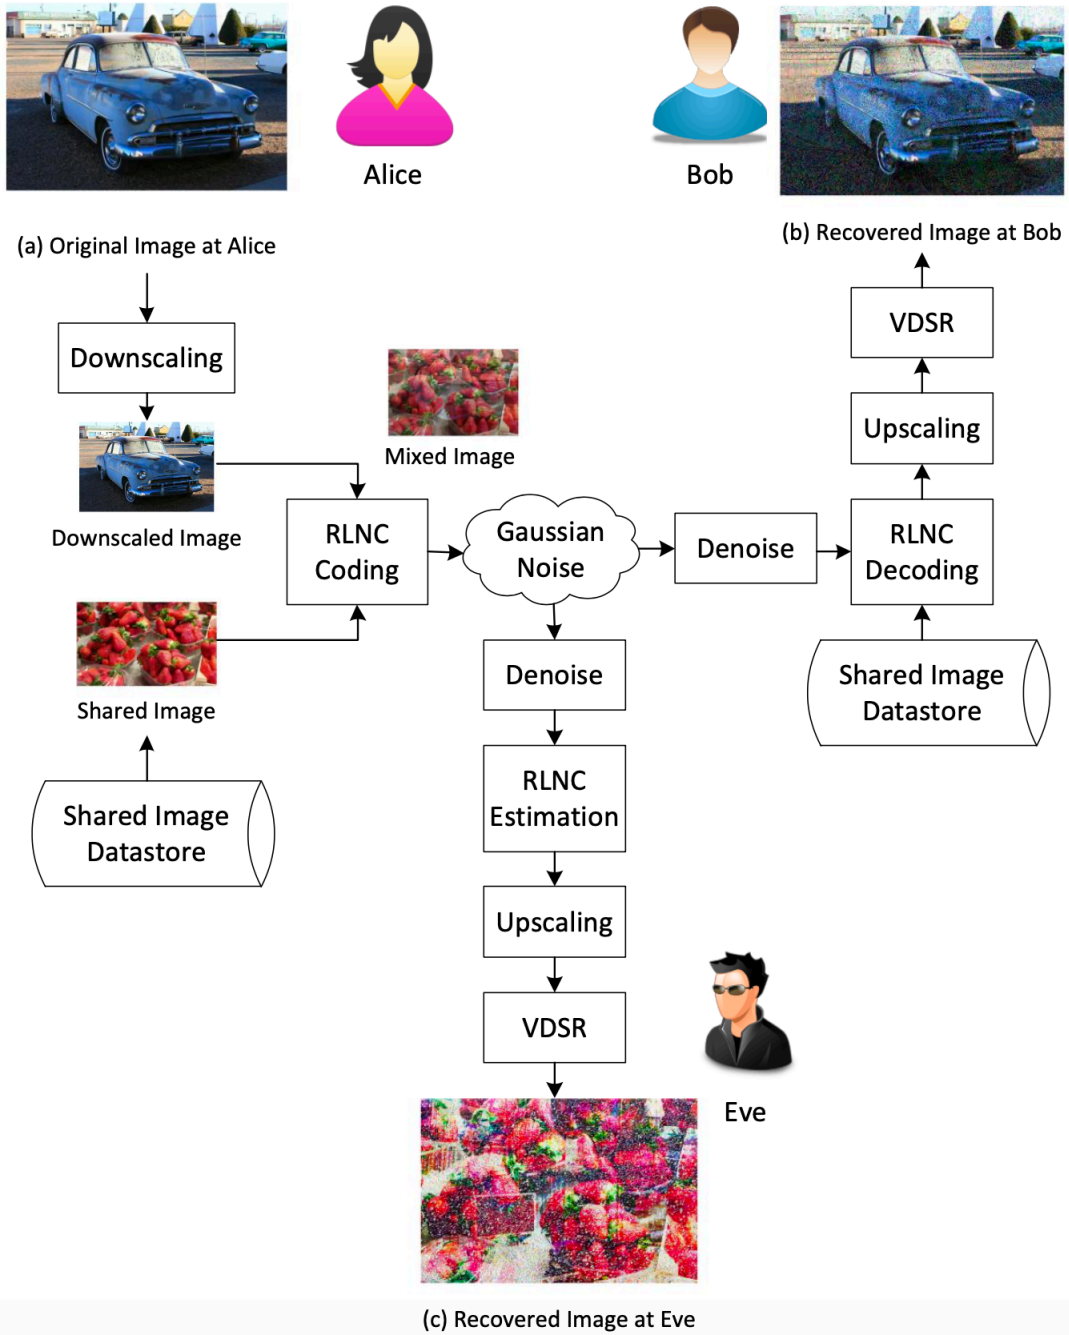 Alice
Bob
(a) Original Image at Alice
(b) Recovered Image at Bob
Downscaling
VDSR
Mixed Image
Upscaling
Downscaled Image
RLNC
Coding
Gaussian
Noise
Denoise
RLNC
Decoding
Shared Image
Denoise
Shared Image
Datastore
RLNC
Estimation
Shared Image
Datastore
Upscaling
VDSR
Eve
(c) Recovered Image at Eve